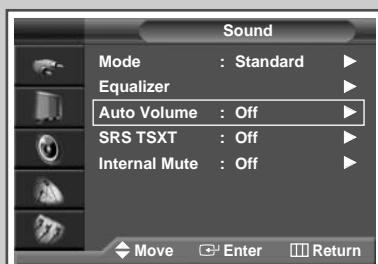 Sound
Mode : Standard
Equalizer
Auto Volume : Off
SRS TSXT : Off
Internal Mute : Off
Move Enter Return